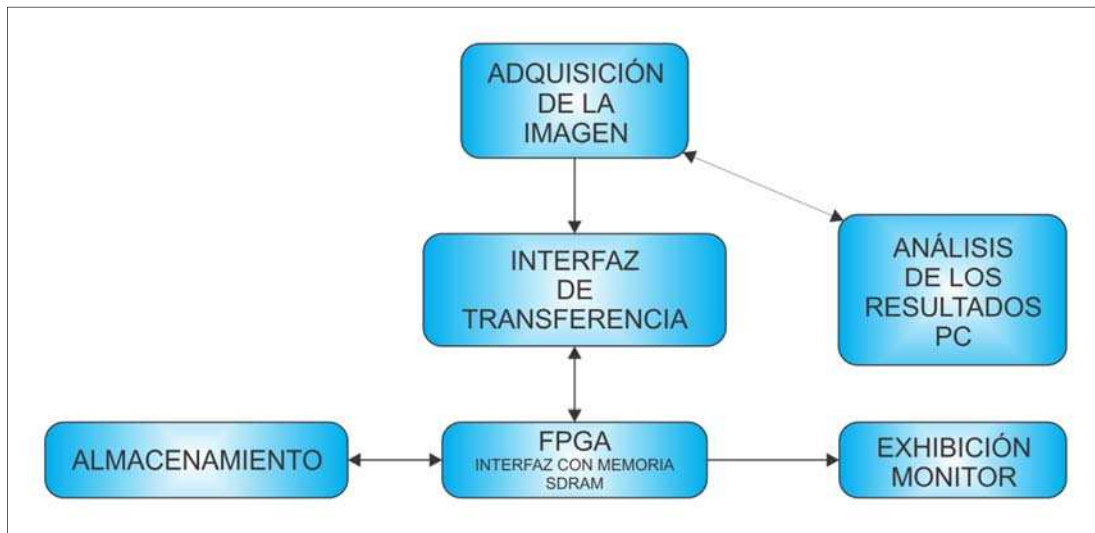 ADQUISICIÓN
DE LA
IMAGEN
INTERFAZ
DE
TRANSFERENCIA
ANÁLISIS
DE LOS
RESULTADOS
PC
ALMACENAMIENTO
FPGA
INTERFAZ CON MEMORIA
SDRAM
EXHIBICIÓN
MONITOR